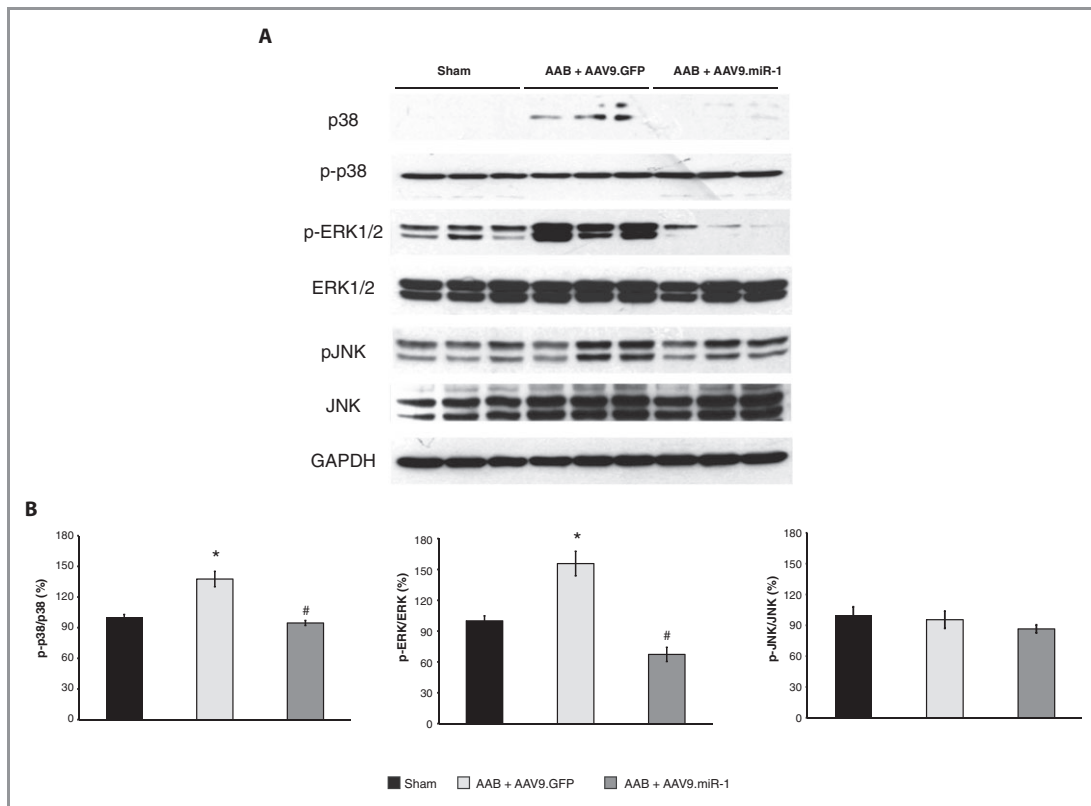 A
Sham AAB + AAV9.GFP AAB + AAV9.miR-1
p38
p-p38
p-ERK1/2
ERK1/2
pJNK
JNK
GAPDH
B
p-p38/p38 (%)
180
150
120
90
60
30
0
*
#
p-ERK/ERK (%)
180
150
120
90
60
30
0
*
#
p-JNK/JNK (%)
180
150
120
90
60
30
0
Sham AAB + AAV9.GFP AAB + AAV9.miR-1